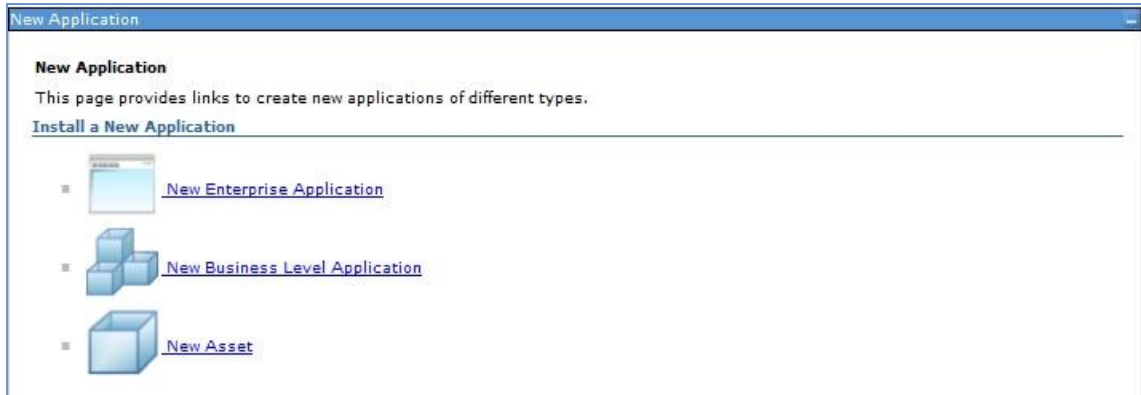 New Application
New Application
This page provides links to create new applications of different types.
Install a New Application
New Enterprise Application
New Business Level Application
New Asset